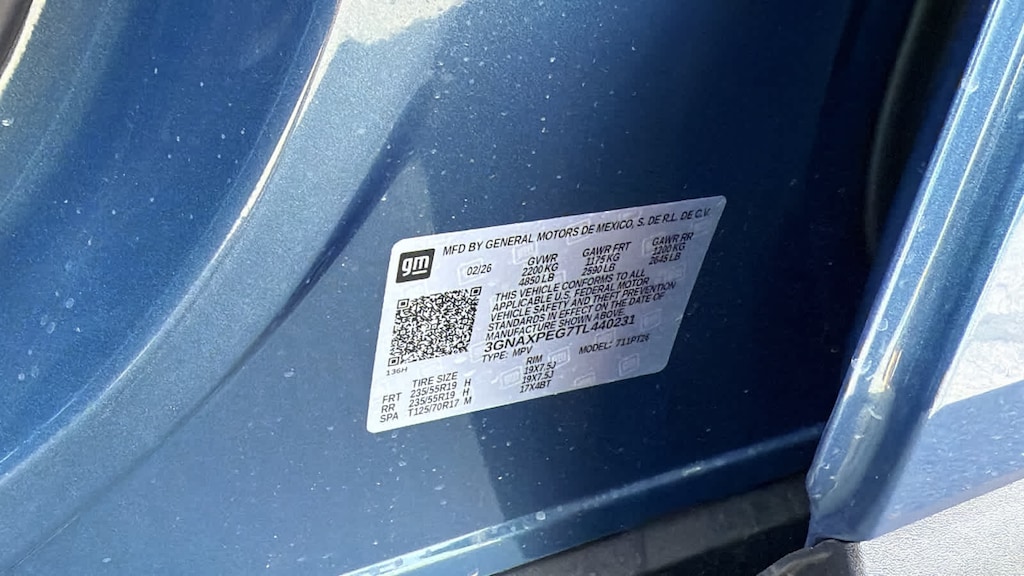 gm MFD BY GENERAL MOTORS DE MEXICO, S. DE R.L. DE C.V.
02/26 GVWR GAWR FRT GAWR RR
2200 KG 1175 KG 1200 KG
4850 LB 2590 LB 2645 LB
THIS VEHICLE CONFORMS TO ALL
APPLICABLE U.S. FEDERAL MOTOR
VEHICLE SAFETY AND THEFT PREVENTION
STANDARDS IN EFFECT ON THE DATE OF
MANUFACTURE SHOWN ABOVE.
3GNAXPEG7TL440231
TYPE: MPV MODEL: 11PT26
136H
TIRE SIZE RIM
FRT 235/55R19 H 19X7.5J
RR 235/55R19 H 19X7.5J
SPA T125/70R17 M 17X4BT